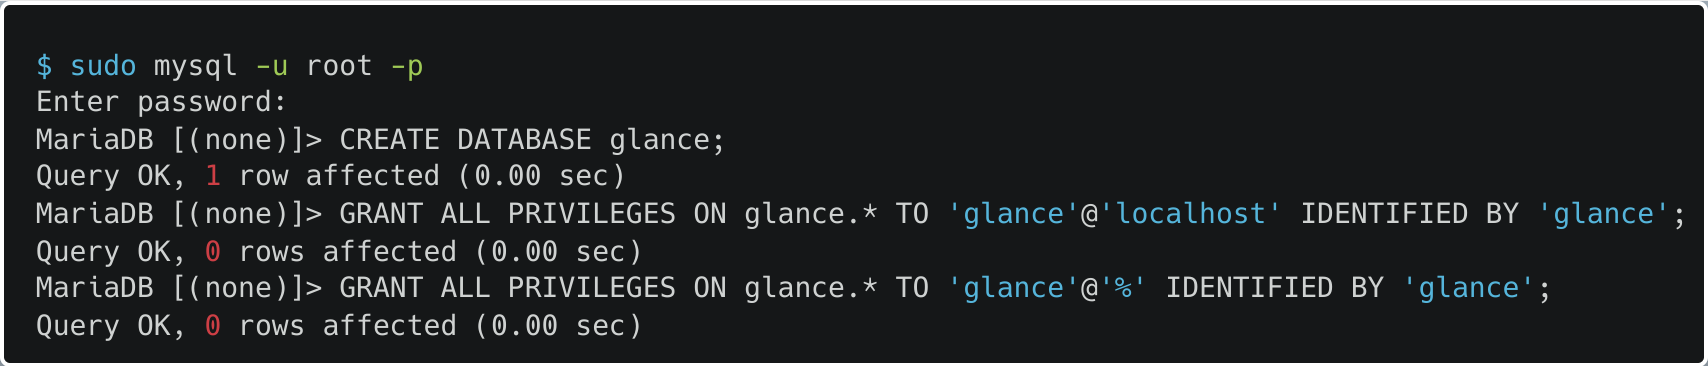 $ sudo mysql -u root -p
Enter password:
MariaDB [(none)]> CREATE DATABASE glance;
Query OK, 1 row affected (0.00 sec)
MariaDB [(none)]> GRANT ALL PRIVILEGES ON glance.* TO 'glance'@'localhost' IDENTIFIED BY 'glance';
Query OK, 0 rows affected (0.00 sec)
MariaDB [(none)]> GRANT ALL PRIVILEGES ON glance.* TO 'glance'@'%' IDENTIFIED BY 'glance';
Query OK, 0 rows affected (0.00 sec)